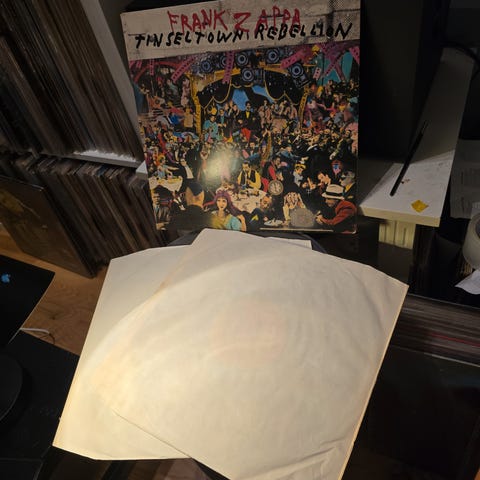 FRANK ZAPPA
TINSELTOWN REBELLION